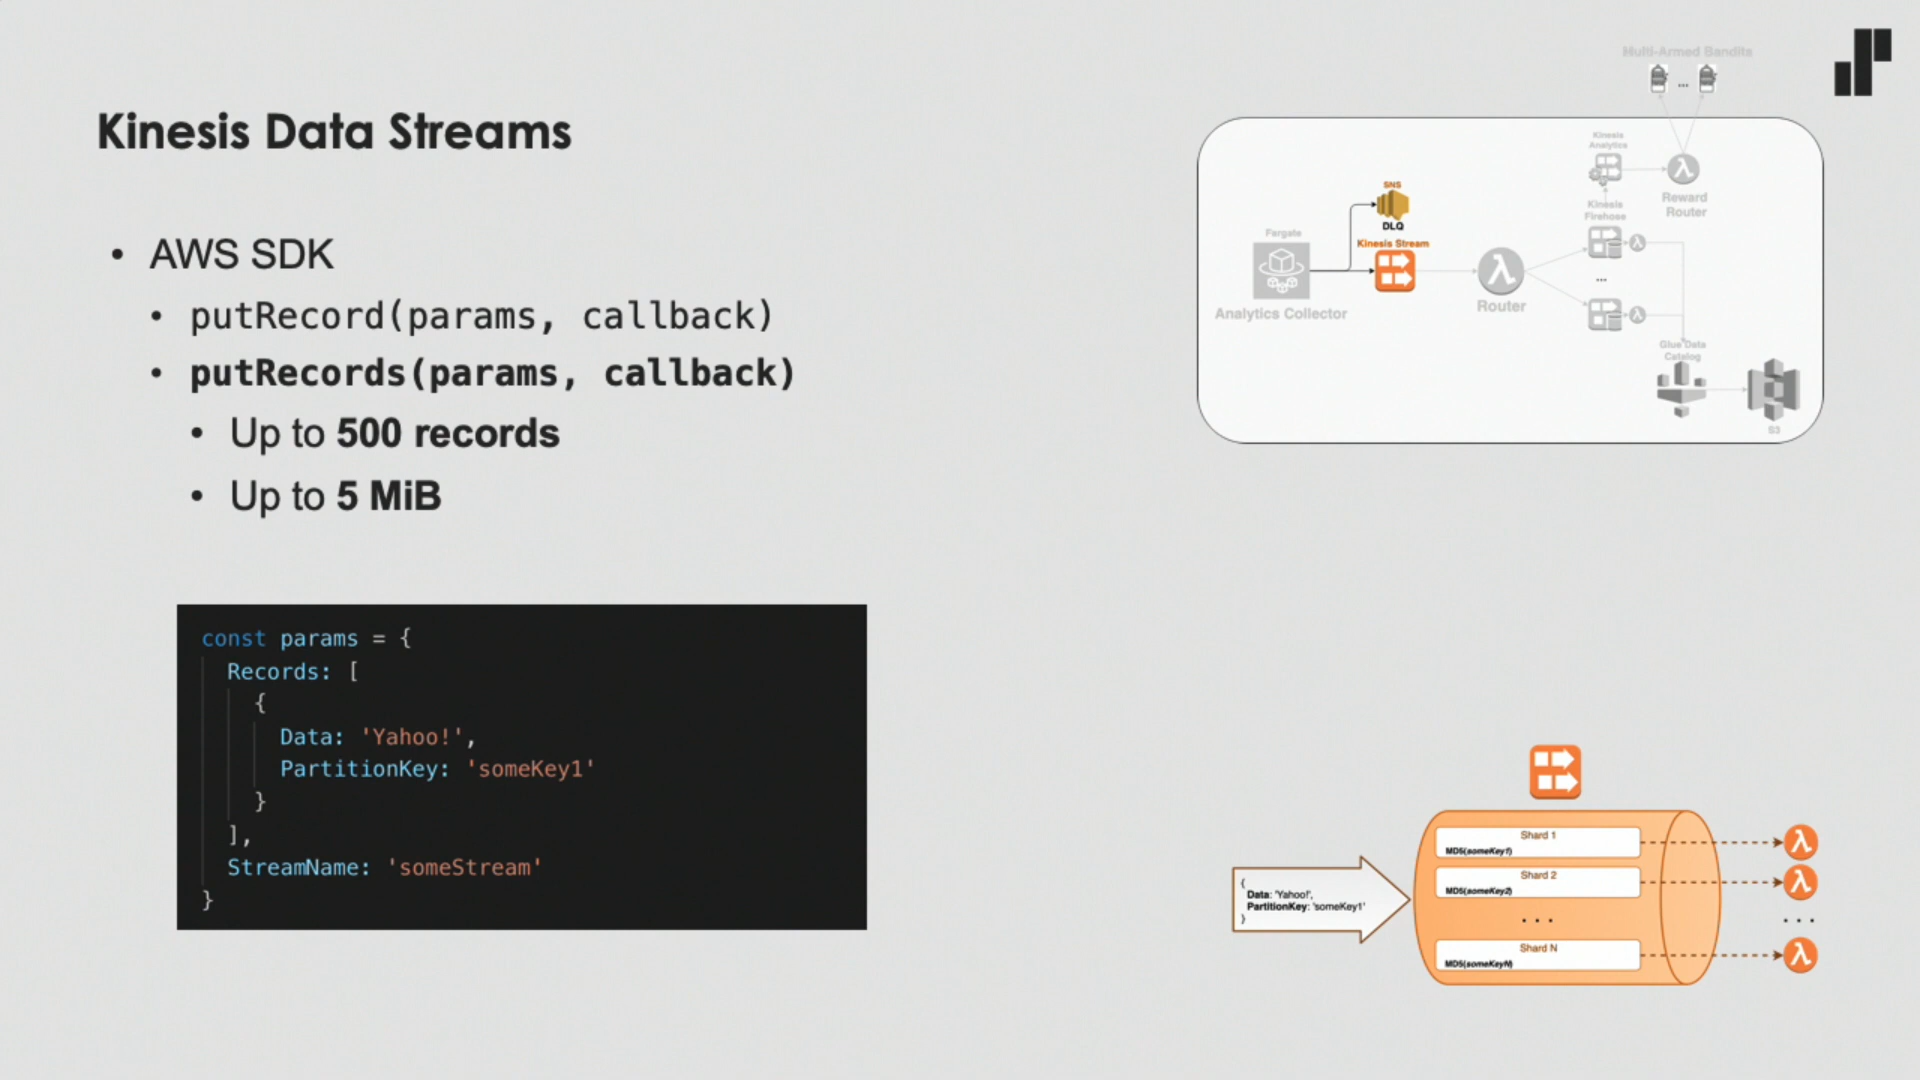 Kinesis Data Streams
• AWS SDK
• putRecord(params, callback)
• putRecords(params, callback)
• Up to 500 records
• Up to 5 MiB
const params = {
Records: [
{
Data: 'Yahoo!',
PartitionKey: 'someKey1'
}
],
StreamName: 'someStream'
}
Multi-Armed Bandits
...
Kinesis
Analytics
Reward
Router
SNS
DLQ
Kinesis
Firehose
Fargate
Kinesis Stream
Analytics Collector
Router
...
Glue Data
Catalog
S3
{
Data: 'Yahoo!',
PartitionKey: 'someKey1'
}
Shard 1
MD5(someKey1)
Shard 2
MD5(someKey2)
...
Shard N
MD5(someKeyN)
...